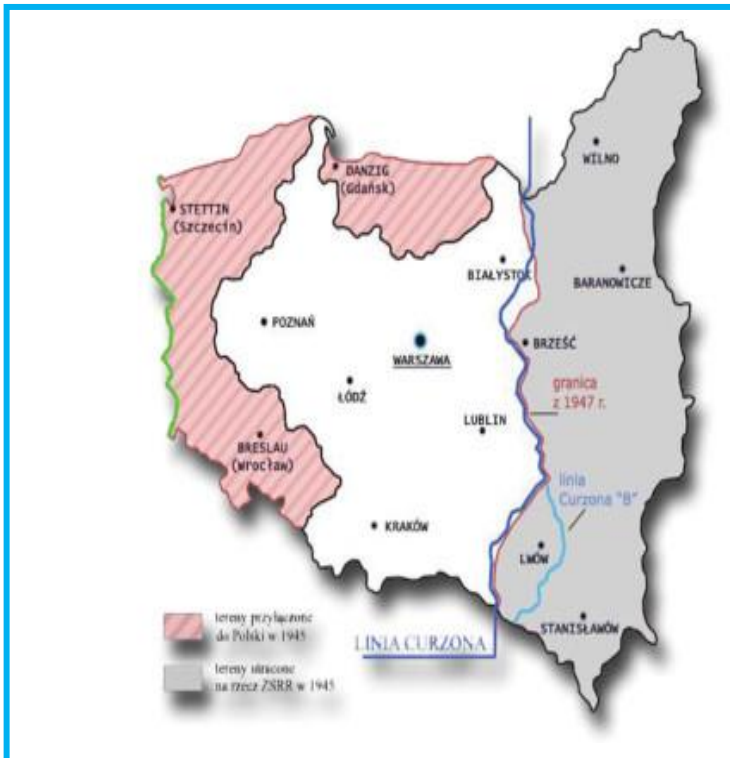 WILNO
DANZIG
(Gdańsk)
STETTIN
(Szczecin)
BIAŁYSTOK
BARANOWICZE
POZNAŃ
WARSZAWA
BRZEŚĆ
ŁÓDŹ
granica
z 1947 r.
LUBLIN
BRESLAU
(Wrocław)
linia
Curzona "B"
KRAKÓW
LWÓW
STANISŁAWÓW
LINIA CURZONA
tereny przyłączone
do Polski w 1945
tereny utracone
na rzecz ZSRR w 1945